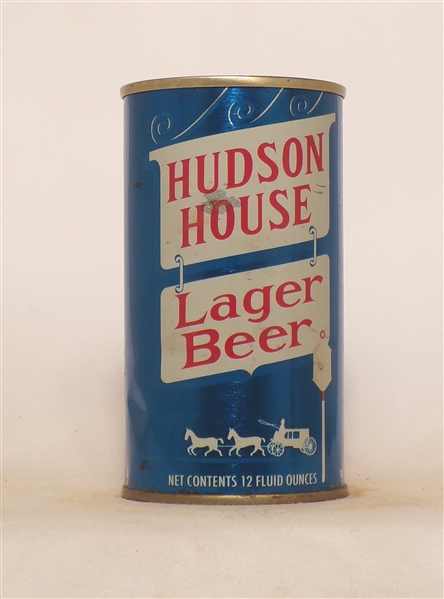 HUDSON
HOUSE
Lager
Beer
NET CONTENTS 12 FLUID OUNCES